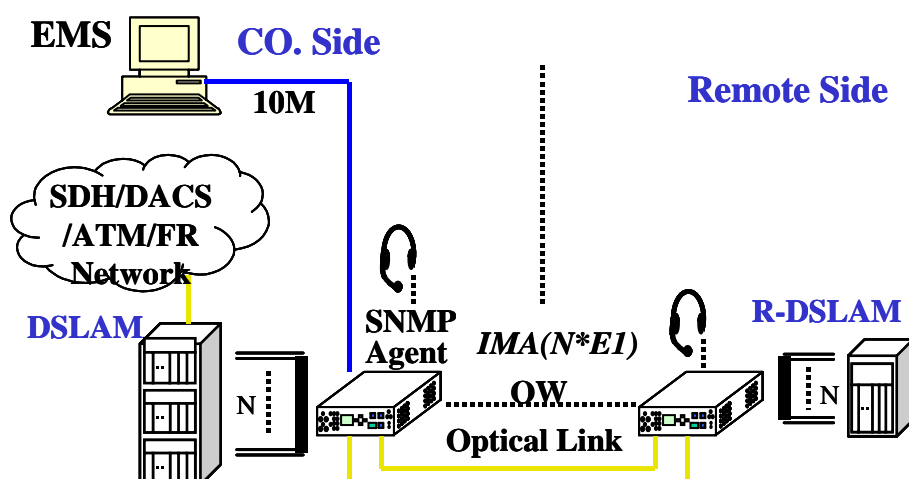 EMS
CO. Side
10M
Remote Side
SDH/DACS
/ATM/FR
Network
DSLAM
SNMP
Agent
IMA(N*E1)
R-DSLAM
N
OW
N
Optical Link